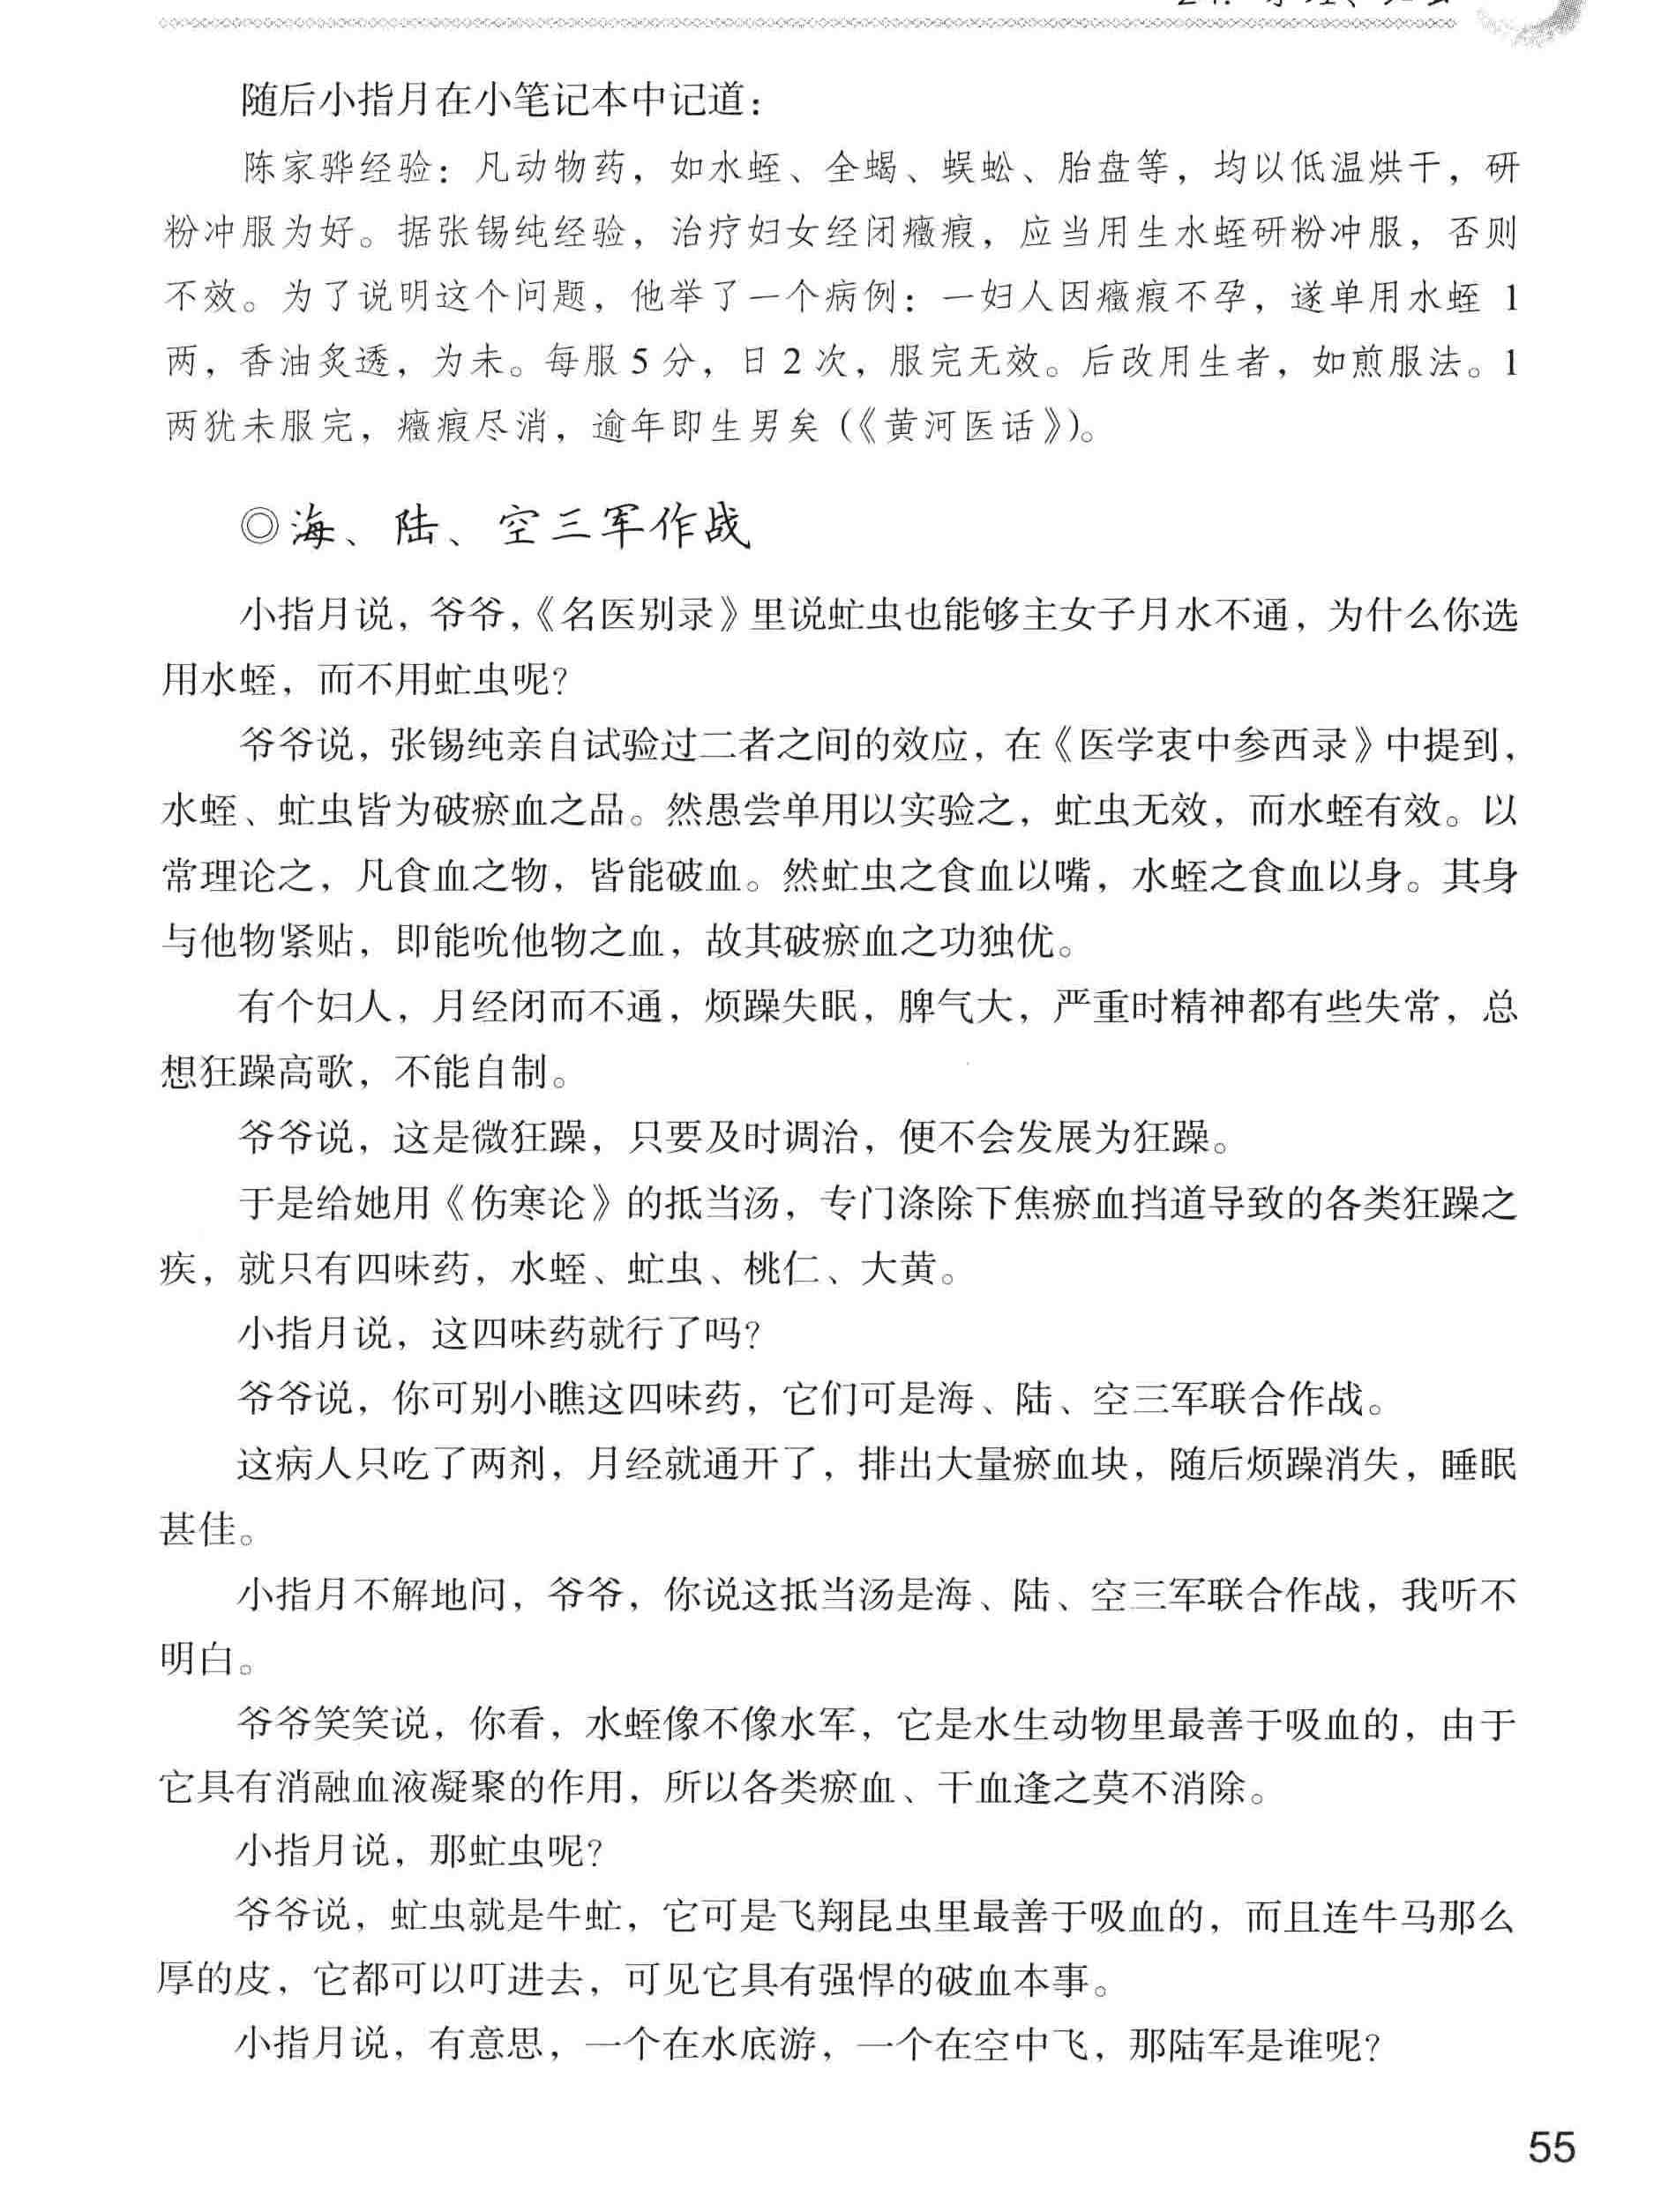 随后小指月在小笔记本中记道：
陈家骅经验：凡动物药，如水蛭、全蝎、蜈蚣、胎盘等，均以低温烘干，研
粉冲服为好。据张锡纯经验，治疗妇女经闭癥瘕，应当用生水蛭研粉冲服，否则
不效。为了说明这个问题，他举了一个病例：一妇人因癥瘕不孕，遂单用水蛭 1
两，香油炙透，为末。每服 5 分，日 2 次，服完无效。后改用生者，如煎服法。1
两犹未服完，癥瘕尽消，逾年即生男矣（《黄河医话》）。
◎海、陆、空三军作战
小指月说，爷爷，《名医别录》里说虻虫也能够主女子月水不通，为什么你选
用水蛭，而不用虻虫呢？
爷爷说，张锡纯亲自试验过二者之间的效应，在《医学衷中参西录》中提到，
水蛭、虻虫皆为破瘀血之品。然愚尝单用以实验之，虻虫无效，而水蛭有效。以
常理论之，凡食血之物，皆能破血。然虻虫之食血以嘴，水蛭之食血以身。其身
与他物紧贴，即能吮他物之血，故其破瘀血之功独优。
有个妇人，月经闭而不通，烦躁失眠，脾气大，严重时精神都有些失常，总
想狂躁高歌，不能自制。
爷爷说，这是微狂躁，只要及时调治，便不会发展为狂躁。
于是给她用《伤寒论》的抵当汤，专门涤除下焦瘀血挡道导致的各类狂躁之
疾，就只有四味药，水蛭、虻虫、桃仁、大黄。
小指月说，这四味药就行了吗？
爷爷说，你可别小瞧这四味药，它们可是海、陆、空三军联合作战。
这病人只吃了两剂，月经就通开了，排出大量瘀血块，随后烦躁消失，睡眠
甚佳。
小指月不解地问，爷爷，你说这抵当汤是海、陆、空三军联合作战，我听不
明白。
爷爷笑笑说，你看，水蛭像不像水军，它是水生动物里最善于吸血的，由于
它具有消融血液凝聚的作用，所以各类瘀血、干血逢之莫不消除。
小指月说，那虻虫呢？
爷爷说，虻虫就是牛虻，它可是飞翔昆虫里最善于吸血的，而且连牛马那么
厚的皮，它都可以叮进去，可见它具有强悍的破血本事。
小指月说，有意思，一个在水底游，一个在空中飞，那陆军是谁呢？
55